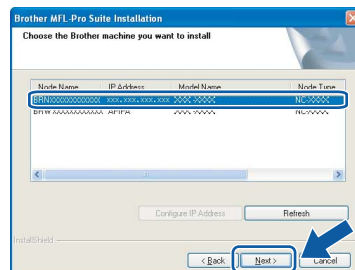 Brother MFL-Pro Suite Installation
Choose the Brother machine you want to install
Node Name IP Address Model Name Node Type
BRNXXXXXXXXXXXX xxx.xxx.xxx.xxx XXX-XXXX NC-XXXX
BRWXXXXXXXXXXXX APIPA XXX-XXXX NC-XXXX
Configure IP Address Refresh
InstallShield
< Back Next > Cancel